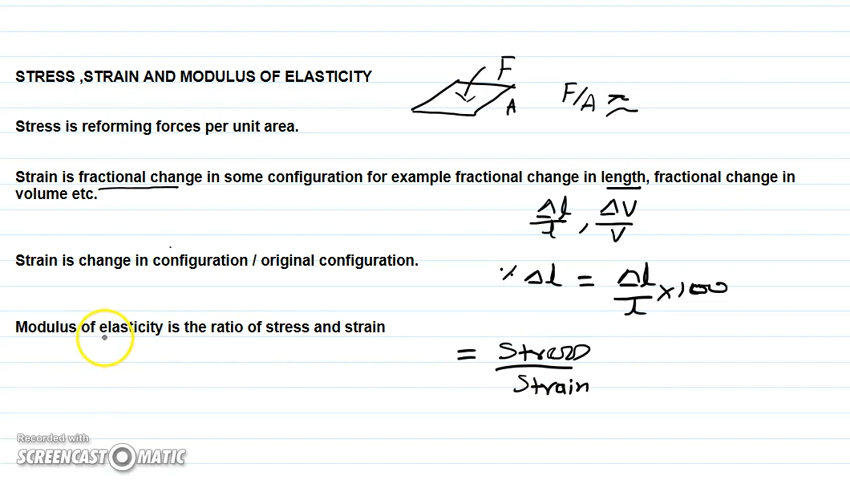 STRESS ,STRAIN AND MODULUS OF ELASTICITY
F
A
F/A
Stress is reforming forces per unit area.
Strain is fractional change in some configuration for example fractional change in length, fractional change in
volume etc.
Δl/l , ΔV/V
Strain is change in configuration / original configuration.
% Δl = Δl/l × 100
Modulus of elasticity is the ratio of stress and strain
= Stress
Strain
Recorded with
SCREENCAST MATIC